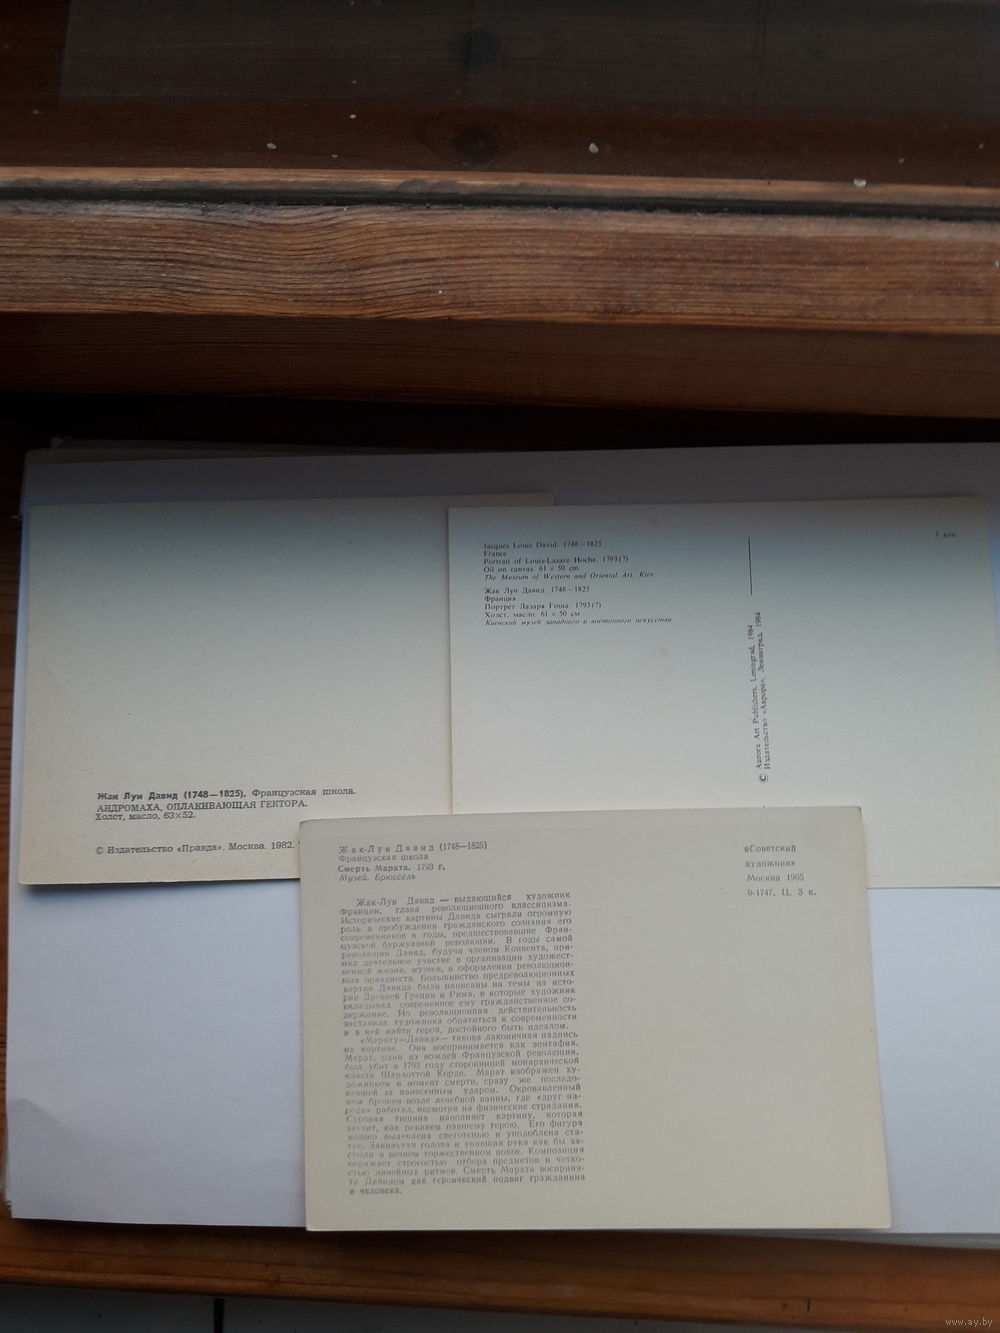 Жак Луи Давид (1748—1825). Французская школа.
АНДРОМАХА, ОПЛАКИВАЮЩАЯ ГЕКТОРА.
Холст, масло, 63×52.
© Издательство «Правда». Москва. 1982.
Jacques Louis David. 1748–1825
France
Portrait of Louis-Lazare Hoche. 1793(?)
Oil on canvas. 61 × 50 cm
The Museum of Western and Oriental Art, Kiev
Жак Луи Давид. 1748–1825
Франция
Портрет Лазаря Гоша. 1793(?)
Холст, масло. 61 × 50 см
Киевский музей западного и восточного искусства
5 коп
© Aurora Art Publishers. Leningrad. 1984
Издательство «Аврора». Ленинград. 1984
Жак-Луи Давид (1748—1825)
Французская школа
Смерть Марата. 1793 г.
Музей. Брюссель
Жак-Луи Давид — выдающийся художник
Франции, глава революционного классицизма.
Исторические картины Давида сыграли огромную
роль в пробуждении гражданского сознания его
современников в годы, предшествовавшие Фран-
цузской буржуазной революции. В годы самой
революции Давид, будучи членом Конвента, при-
нял деятельное участие в организации художест-
венной жизни, музеев, в оформлении революцион-
ных празднеств. Большинство предреволюционных
картин Давида были написаны на темы из исто-
рии Древней Греции и Рима, в которые художник
вкладывал современное ему гражданственное со-
держание. Но революционная действительность
заставила художника обратиться к современности
и в ней найти героя, достойного быть идеалом.
«Марату—Давид»— такова лаконичная надпись
на картине. Она воспринимается как эпитафия.
Марат, один из вождей Французской революции,
был убит в 1793 году сторонницей монархической
власти Шарлоттой Корде. Марат изображен ху-
дожником в момент смерти, сразу же последо-
вавшей за нанесенным ударом. Окровавленный
нож брошен возле лечебной ванны, где «друг на-
рода» работал, несмотря на физические страдания.
Суровая тишина наполняет картину, которая
звучит, как реквием павшему герою. Его фигура
мощно вылеплена светотенью и уподоблена ста-
туе. Закинутая голова и упавшая рука как бы за-
стыли в вечном торжественном покое. Композиция
поражает строгостью отбора предметов и четко-
стью линейных ритмов. Смерть Марата восприня-
та Давидом как героический подвиг гражданина
и человека.
«Советский
художник»
Москва 1965
9-1747, Ц. 3 к.
www.ay.by